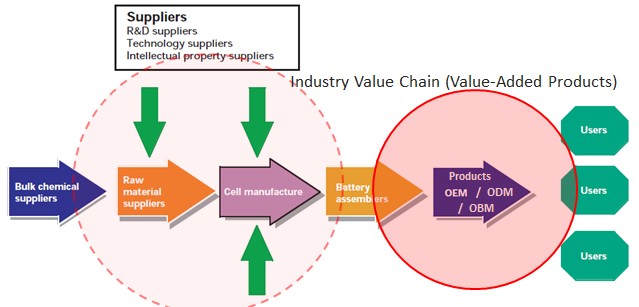 Suppliers
R&D suppliers
Technology suppliers
Intellectual property suppliers
Industry Value Chain (Value-Added Products)
Bulk chemical
suppliers
Raw
material
suppliers
Cell manufacture
Battery
assemblers
Products
OEM / ODM
/ OBM
Users
Users
Users